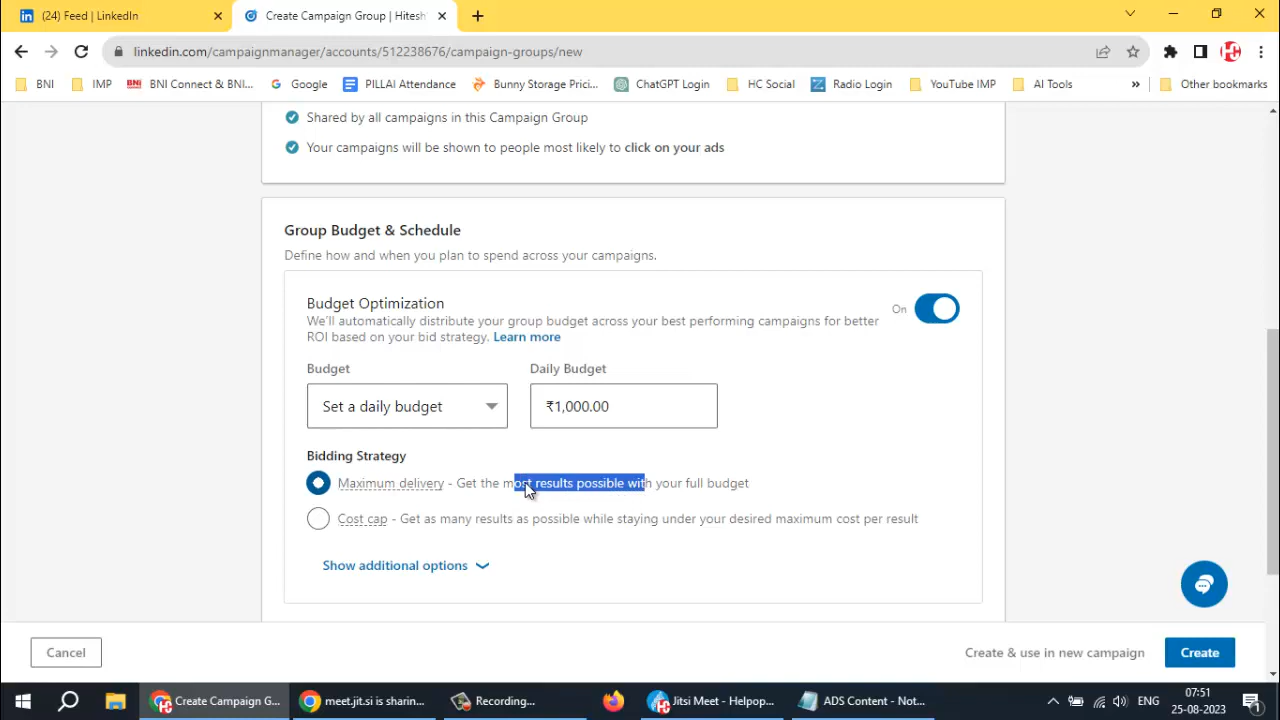 (24) Feed | LinkedIn
Create Campaign Group | Hitesh
linkedin.com/campaignmanager/accounts/512238676/campaign-groups/new
BNI
IMP
BNI
BNI Connect & BNI...
Google
PILLAI Attendance
Bunny Storage Prici...
ChatGPT Login
HC Social
Radio Login
YouTube IMP
AI Tools
»
Other bookmarks
Shared by all campaigns in this Campaign Group
Your campaigns will be shown to people most likely to click on your ads
Group Budget & Schedule
Define how and when you plan to spend across your campaigns.
Budget Optimization
On
We'll automatically distribute your group budget across your best performing campaigns for better
ROI based on your bid strategy. Learn more
Budget
Daily Budget
Set a daily budget
₹1,000.00
Bidding Strategy
Maximum delivery - Get the most results possible with your full budget
Cost cap - Get as many results as possible while staying under your desired maximum cost per result
Show additional options
Cancel
Create & use in new campaign
Create
Create Campaign G...
meet.jit.si is sharin...
Recording...
Jitsi Meet - Helpop...
ADS Content - Not...
ENG
07:51
25-08-2023
1